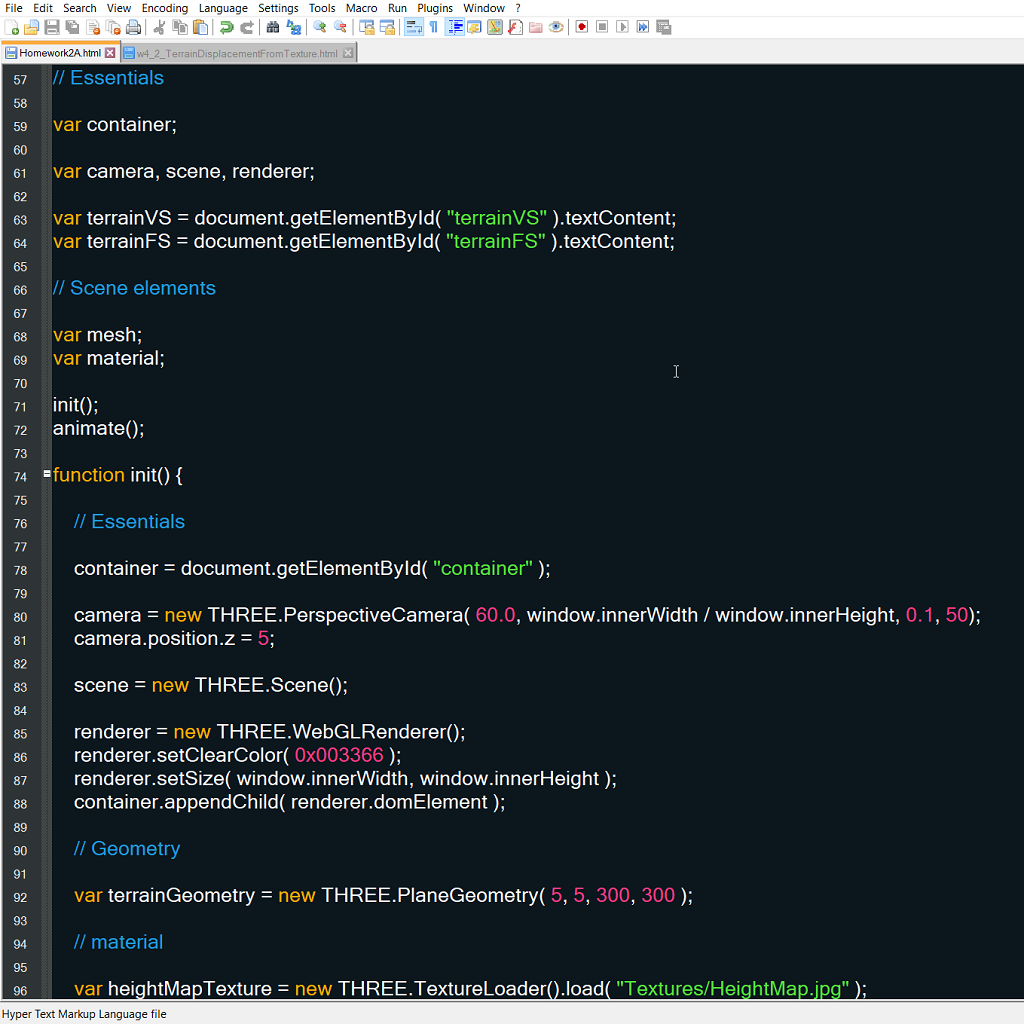 File Edit Search View Encoding Language Settings Tools Macro Run Plugins Window ?
Homework2A.html w4_2_TerrainDisplacementFromTexture.html
57 // Essentials
58
59 var container;
60
61 var camera, scene, renderer;
62
63 var terrainVS = document.getElementById( "terrainVS" ).textContent;
64 var terrainFS = document.getElementById( "terrainFS" ).textContent;
65
66 // Scene elements
67
68 var mesh;
69 var material;
70
71 init();
72 animate();
73
74 function init() {
75
76 // Essentials
77
78 container = document.getElementById( "container" );
79
80 camera = new THREE.PerspectiveCamera( 60.0, window.innerWidth / window.innerHeight, 0.1, 50);
81 camera.position.z = 5;
82
83 scene = new THREE.Scene();
84
85 renderer = new THREE.WebGLRenderer();
86 renderer.setClearColor( 0x003366 );
87 renderer.setSize( window.innerWidth, window.innerHeight );
88 container.appendChild( renderer.domElement );
89
90 // Geometry
91
92 var terrainGeometry = new THREE.PlaneGeometry( 5, 5, 300, 300 );
93
94 // material
95
96 var heightMapTexture = new THREE.TextureLoader().load( "Textures/HeightMap.jpg" );
Hyper Text Markup Language file